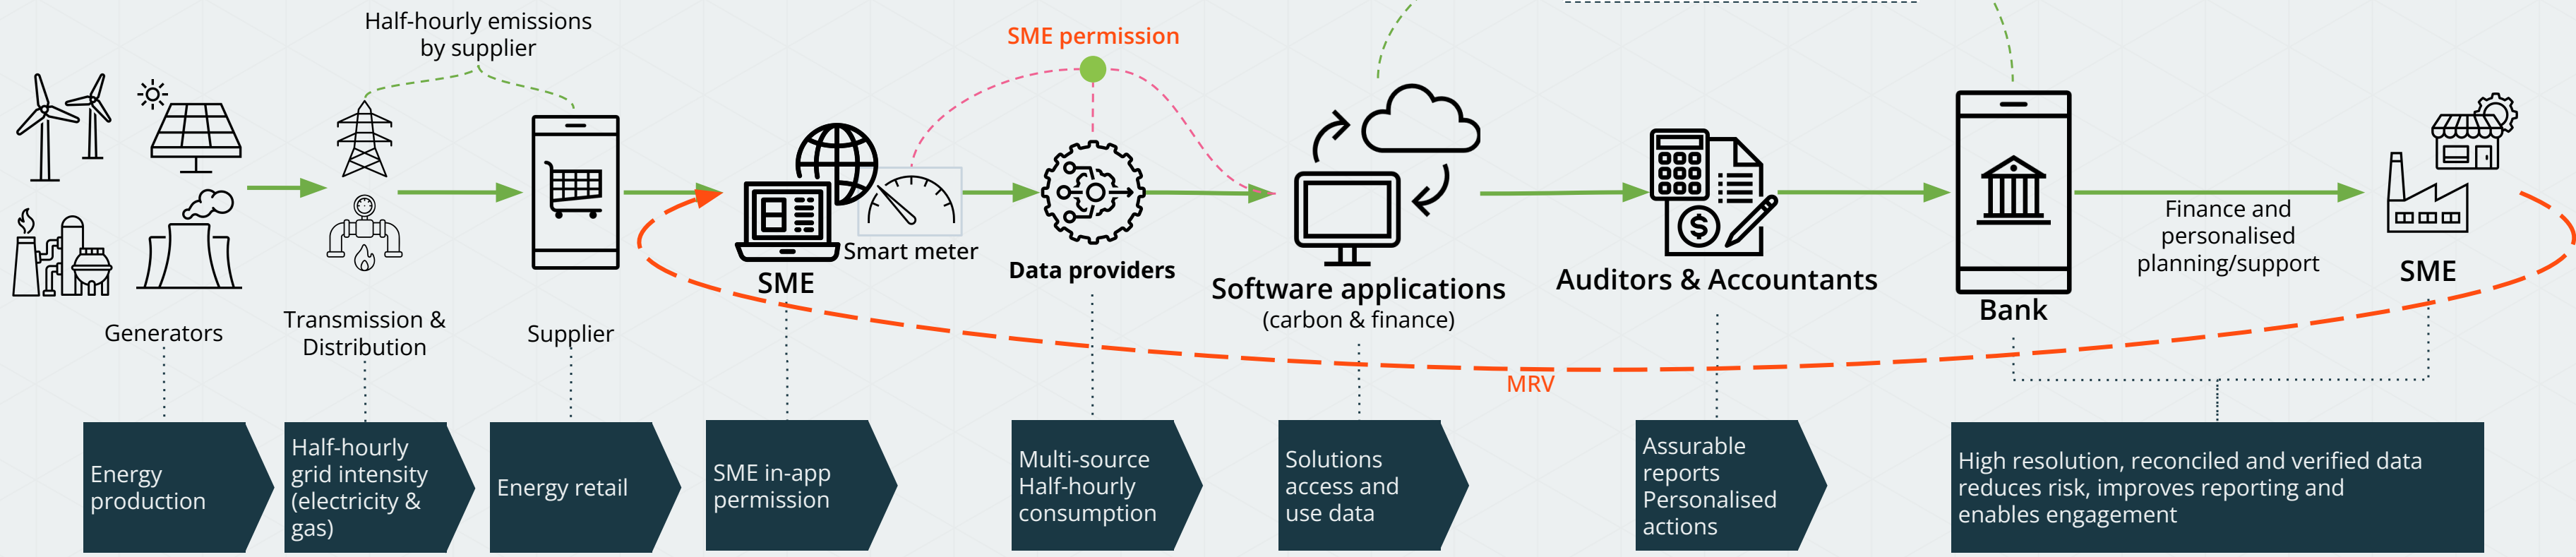 Half-hourly emissions
by supplier
SME permission
Smart meter
SME
Data providers
Software applications
(carbon & finance)
Auditors & Accountants
Bank
Finance and
personalised
planning/support
SME
Generators
Transmission &
Distribution
Supplier
MRV
Energy
production
Half-hourly
grid intensity
(electricity &
gas)
Energy retail
SME in-app
permission
Multi-source
Half-hourly
consumption
Solutions
access and
use data
Assurable
reports
Personalised
actions
High resolution, reconciled and verified data
reduces risk, improves reporting and
enables engagement